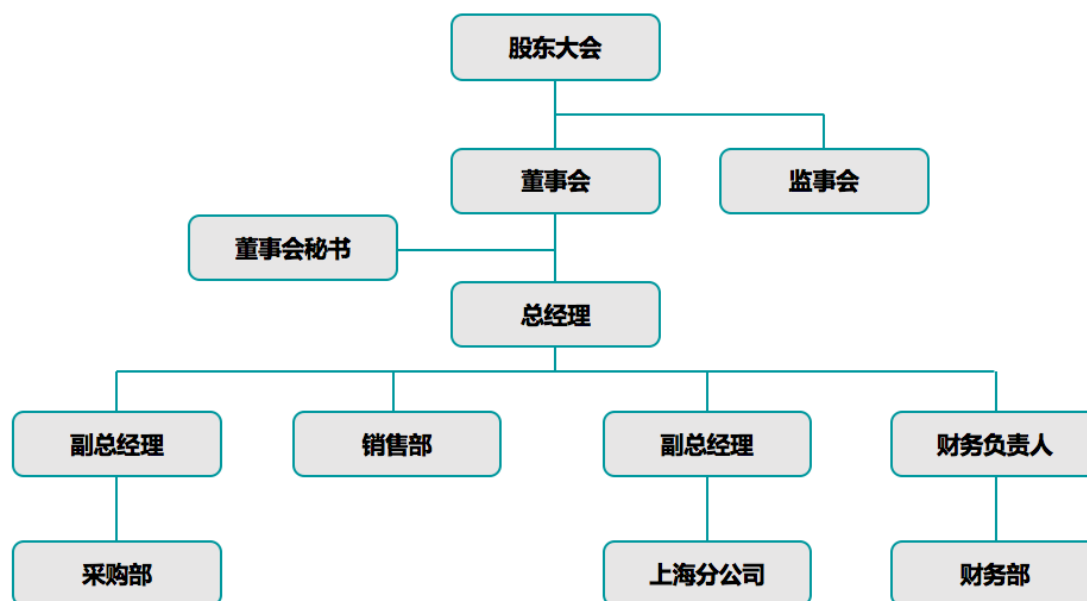 股东大会
董事会
监事会
董事会秘书
总经理
副总经理
销售部
副总经理
财务负责人
采购部
上海分公司
财务部